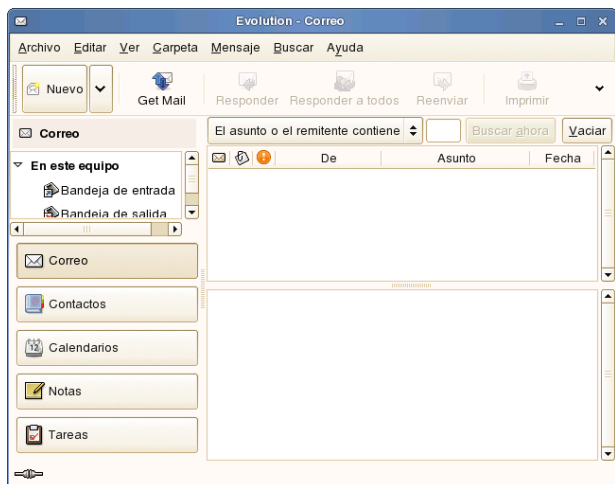 Evolution - Correo
Archivo Editar Ver Carpeta Mensaje Buscar Ayuda
Nuevo Get Mail Responder Responder a todos Reenviar Imprimir
Correo
El asunto o el remitente contiene Buscar ahora Vaciar
En este equipo
Bandeja de entrada
Bandeja de salida
De Asunto Fecha
Correo
Contactos
12 Calendarios
Notas
Tareas